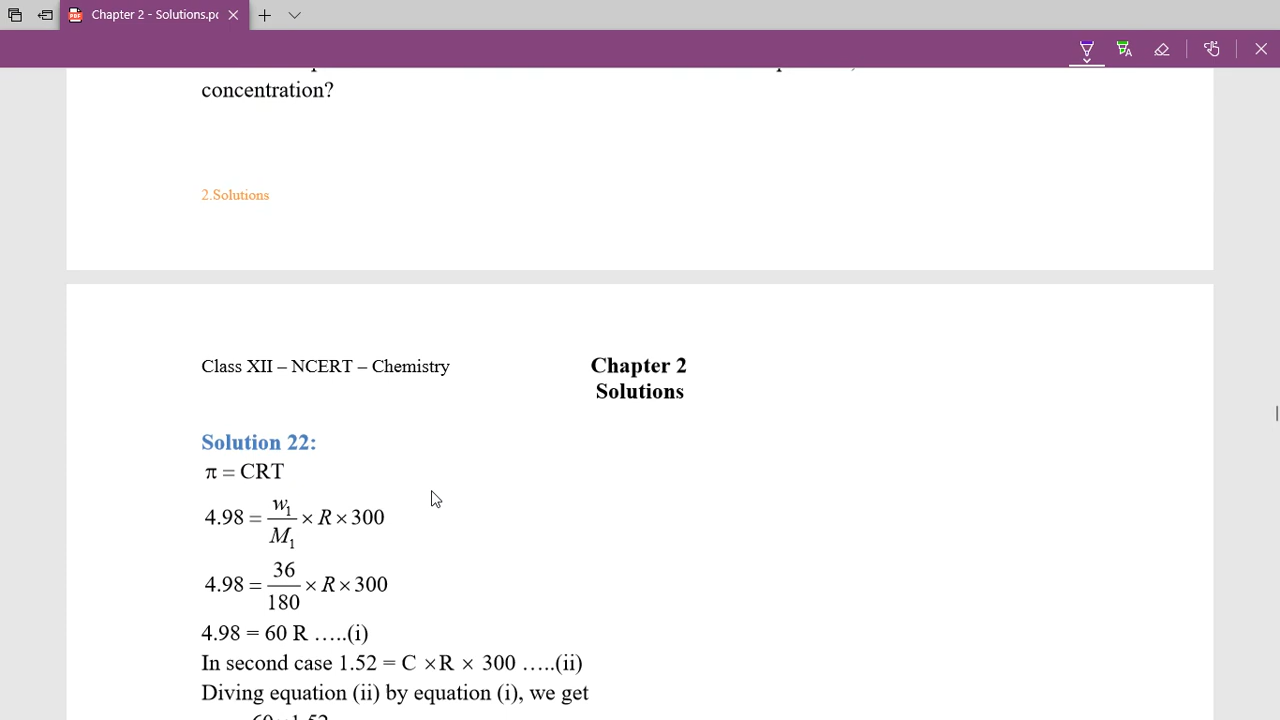 Chapter 2 - Solutions.pc
concentration?
2.Solutions
Class XII – NCERT – Chemistry
Chapter 2
Solutions
Solution 22:
π = CRT
4.98 = w₁/M₁ × R × 300
4.98 = 36/180 × R × 300
4.98 = 60 R …..(i)
In second case 1.52 = C ×R × 300 …..(ii)
Diving equation (ii) by equation (i), we get